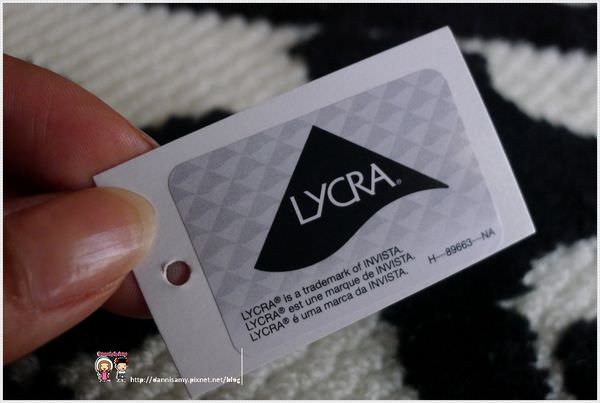 LYCRA®
LYCRA® is a trademark of INVISTA.
LYCRA® est une marque de INVISTA.
LYCRA® é uma marca da INVISTA.
H—89663—NA
http://dannisamy.pixnet.net/blog